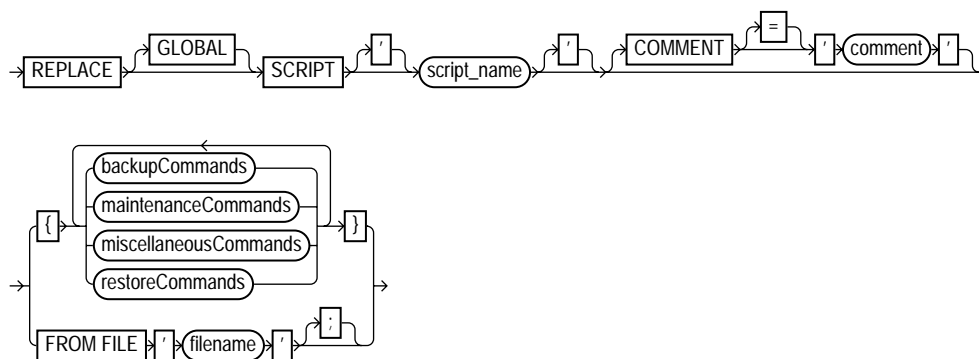 REPLACE GLOBAL SCRIPT ' script_name ' COMMENT = ' comment '
{ backupCommands maintenanceCommands miscellaneousCommands restoreCommands }
FROM FILE ' filename ' ;